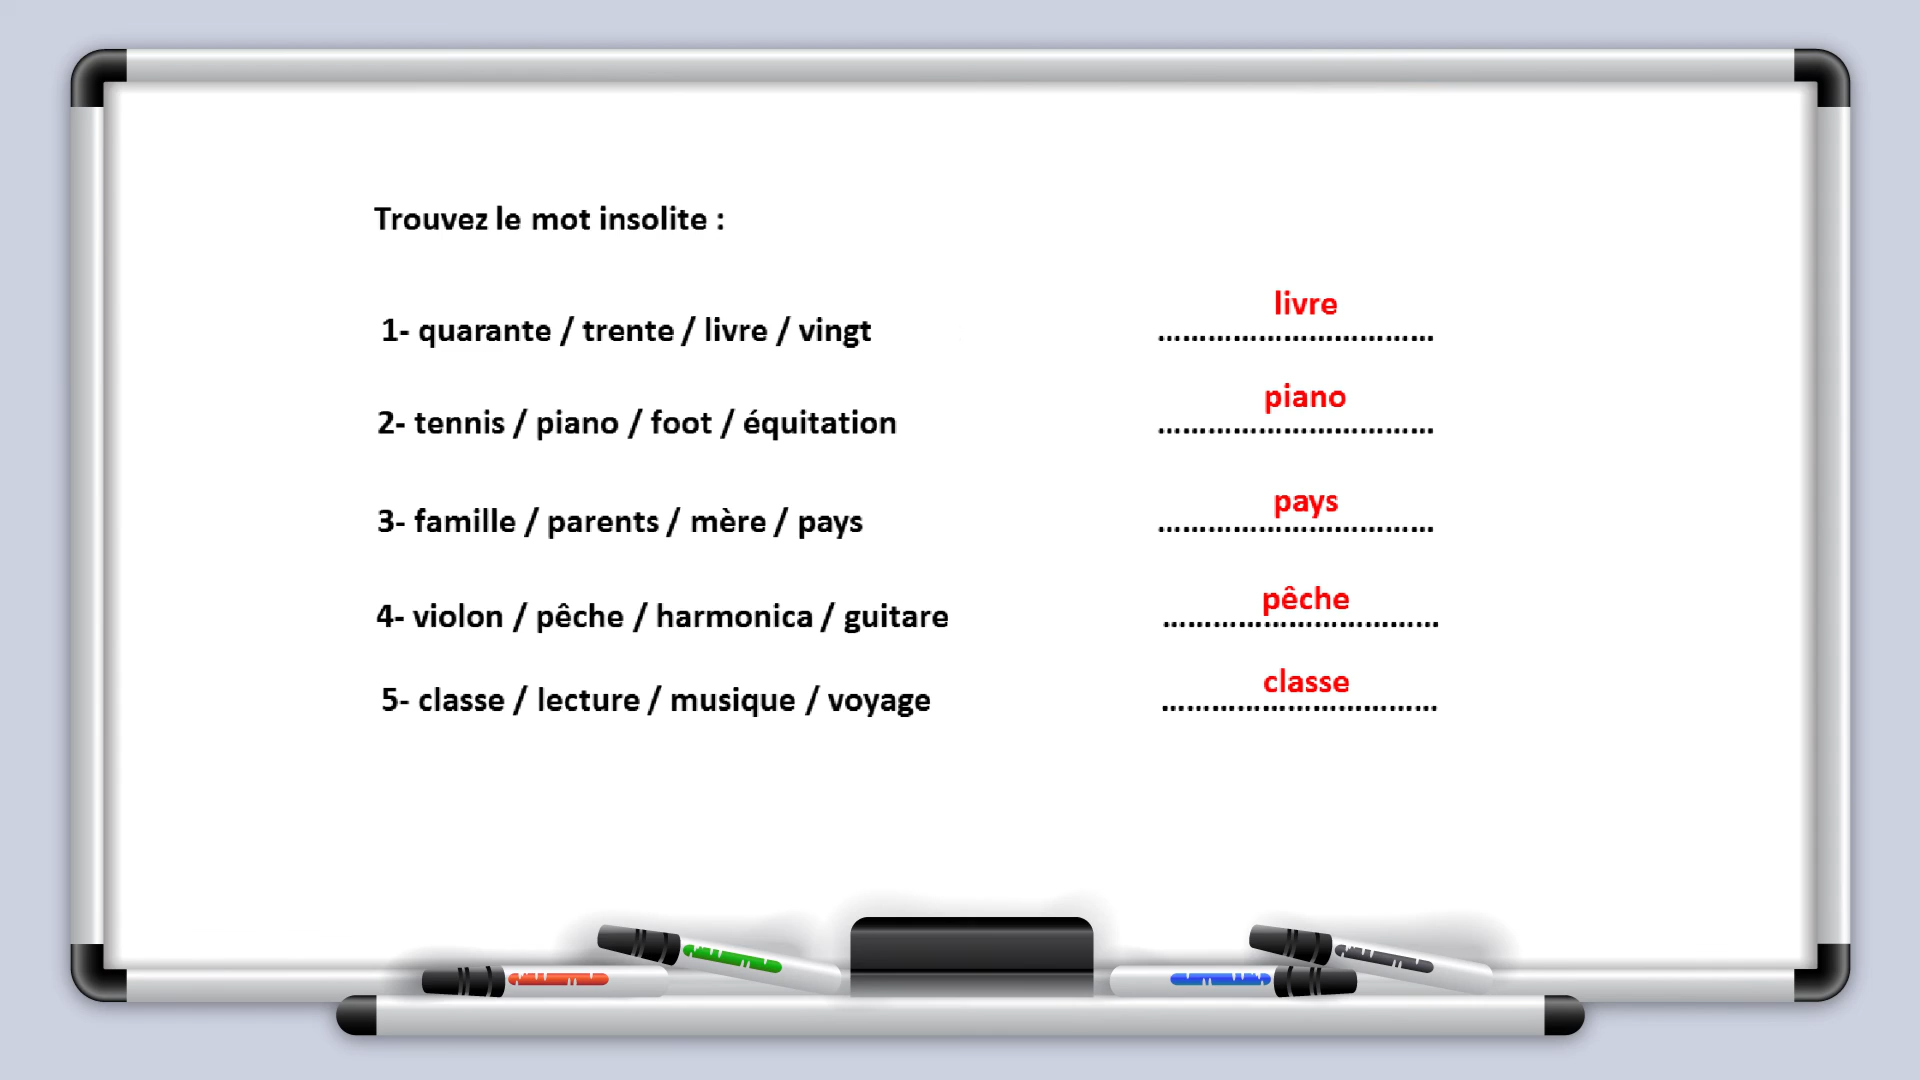 Trouvez le mot insolite :
livre
1- quarante / trente / livre / vingt ................................
piano
2- tennis / piano / foot / équitation ................................
pays
3- famille / parents / mère / pays ................................
pêche
4- violon / pêche / harmonica / guitare ................................
classe
5- classe / lecture / musique / voyage ................................